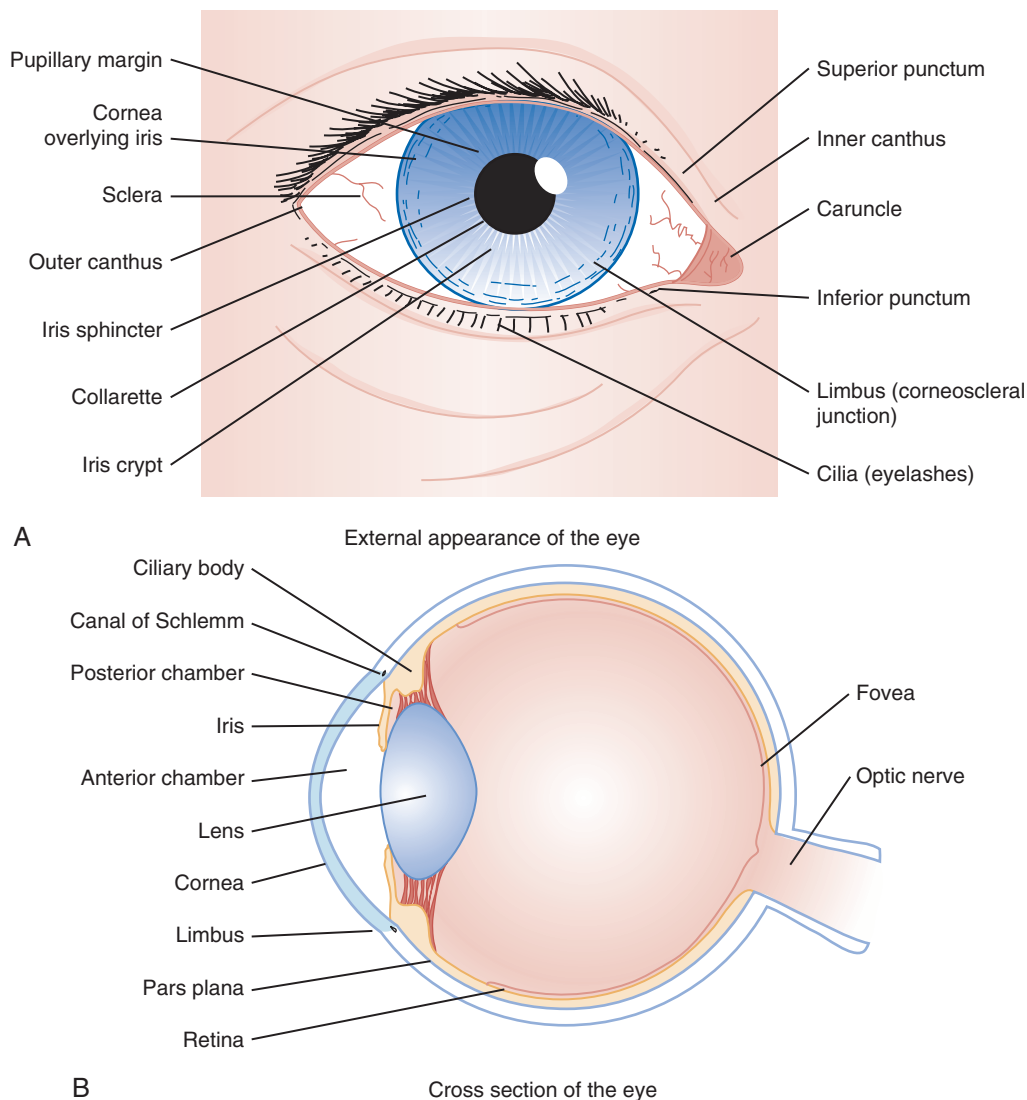 Pupillary margin
Cornea
overlying iris
Sclera
Outer canthus
Iris sphincter
Collarette
Iris crypt
Superior punctum
Inner canthus
Caruncle
Inferior punctum
Limbus (corneoscleral
junction)
Cilia (eyelashes)
A
External appearance of the eye
Ciliary body
Canal of Schlemm
Posterior chamber
Iris
Anterior chamber
Lens
Cornea
Limbus
Pars plana
Retina
Fovea
Optic nerve
B
Cross section of the eye